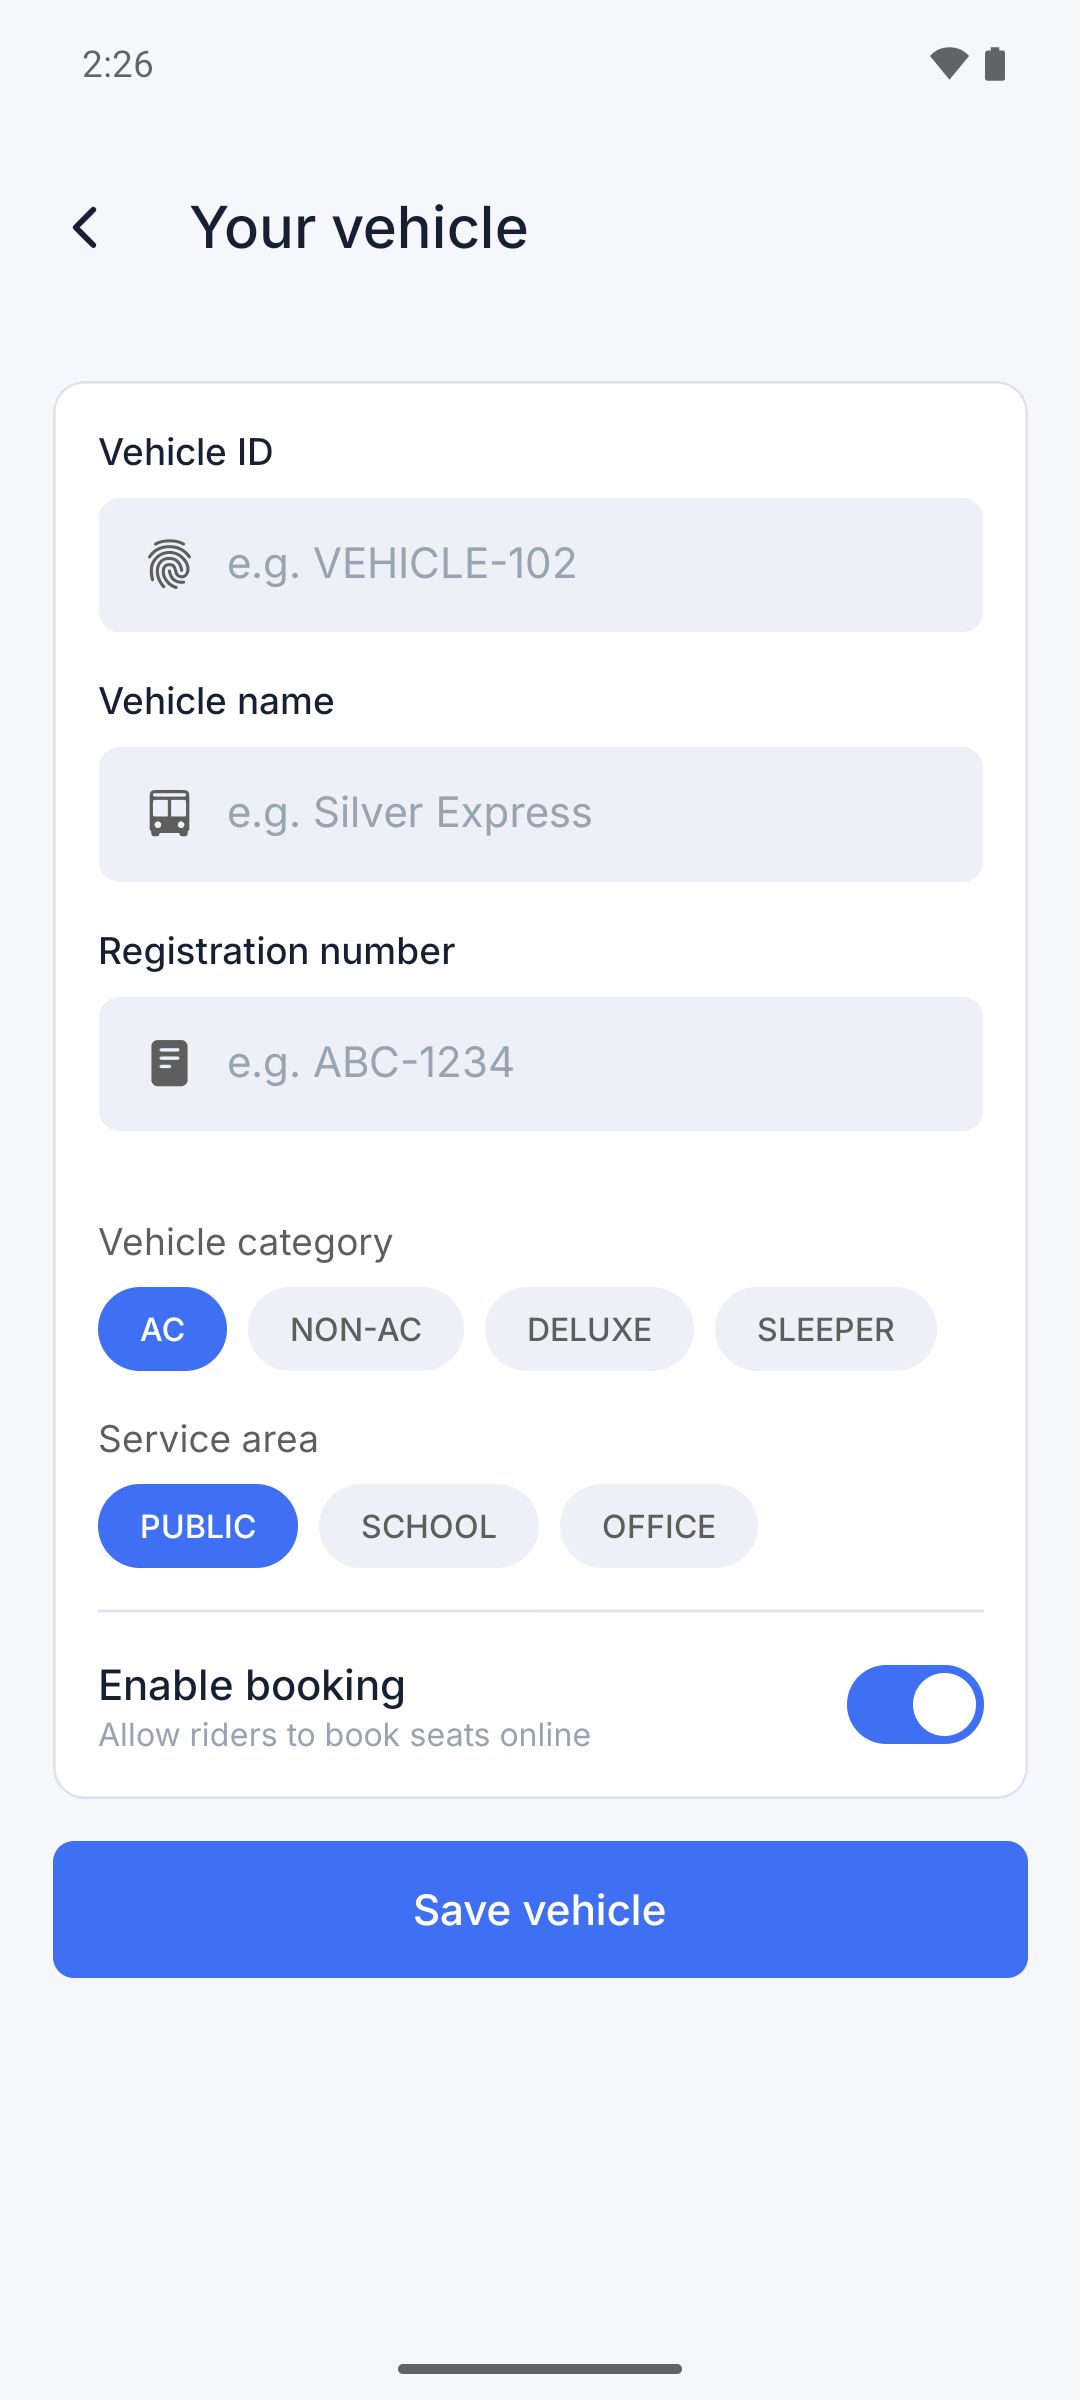 2:26
Your vehicle
Vehicle ID
e.g. VEHICLE-102
Vehicle name
e.g. Silver Express
Registration number
e.g. ABC-1234
Vehicle category
AC NON-AC DELUXE SLEEPER
Service area
PUBLIC SCHOOL OFFICE
Enable booking
Allow riders to book seats online
Save vehicle